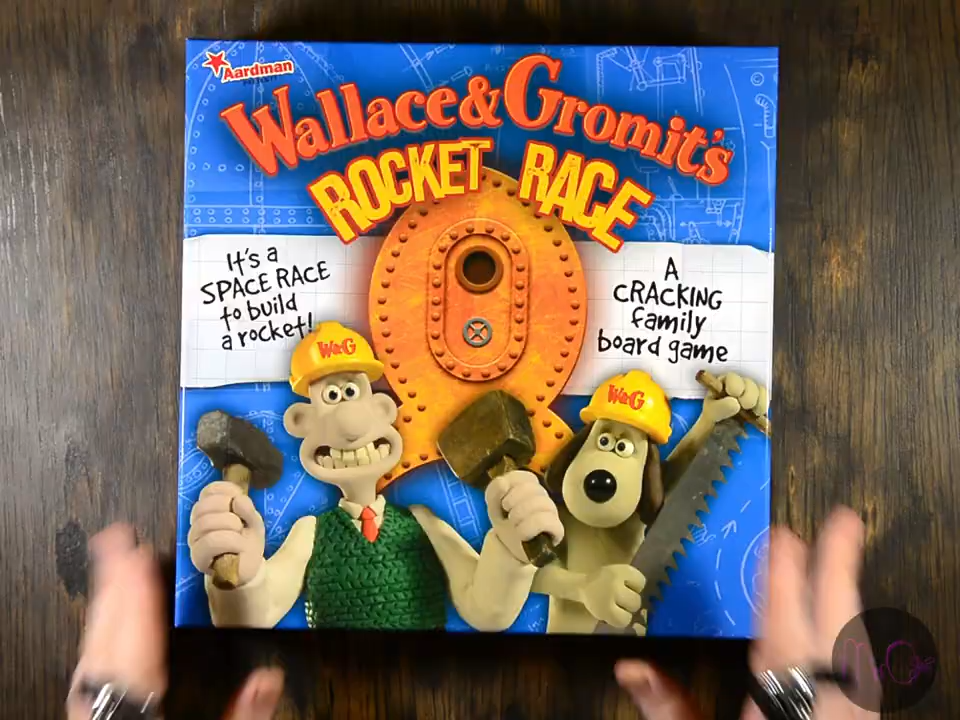 Aardman
Wallace & Gromit's
ROCKET RACE
It's a
SPACE RACE
to build
a rocket!
A
CRACKING
family
board game
W&G
W&G